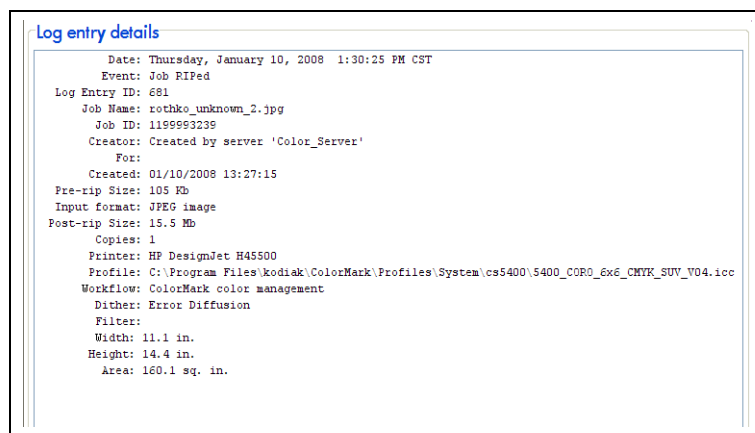 Log entry details
Date: Thursday, January 10, 2008 1:30:25 PM CST
Event: Job RIPed
Log Entry ID: 681
Job Name: rothko_unknown_2.jpg
Job ID: 1199993239
Creator: Created by server 'Color_Server'
For:
Created: 01/10/2008 13:27:15
Pre-rip Size: 105 Kb
Input format: JPEG image
Post-rip Size: 15.5 Mb
Copies: 1
Printer: HP DesignJet H45500
Profile: C:\Program Files\kodiak\ColorMark\Profiles\System\cs5400\5400_CORO_6x6_CMYK_SUV_V04.icc
Workflow: ColorMark color management
Dither: Error Diffusion
Filter:
Width: 11.1 in.
Height: 14.4 in.
Area: 160.1 sq. in.